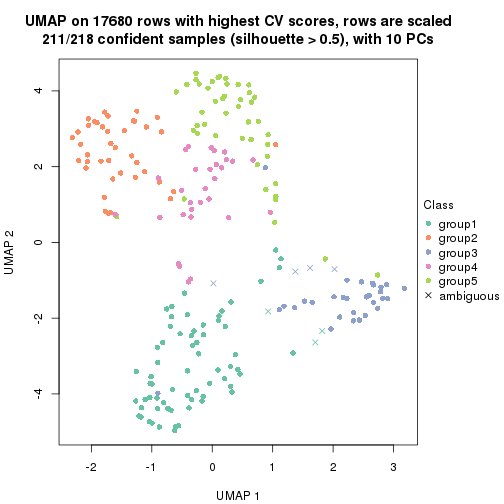 UMAP on 17680 rows with highest CV scores, rows are scaled
211/218 confident samples (silhouette > 0.5), with 10 PCs
4
2
0
-2
-4
UMAP 2
-2
-1
0
1
2
3
UMAP 1
Class
group1
group2
group3
group4
group5
ambiguous